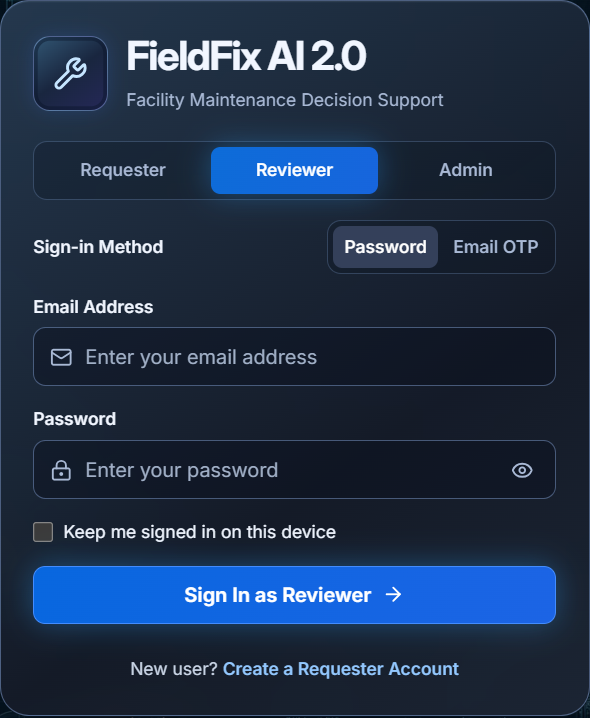 FieldFix AI 2.0
Facility Maintenance Decision Support
Requester Reviewer Admin
Sign-in Method Password Email OTP
Email Address
Enter your email address
Password
Enter your password
Keep me signed in on this device
Sign In as Reviewer →
New user? Create a Requester Account